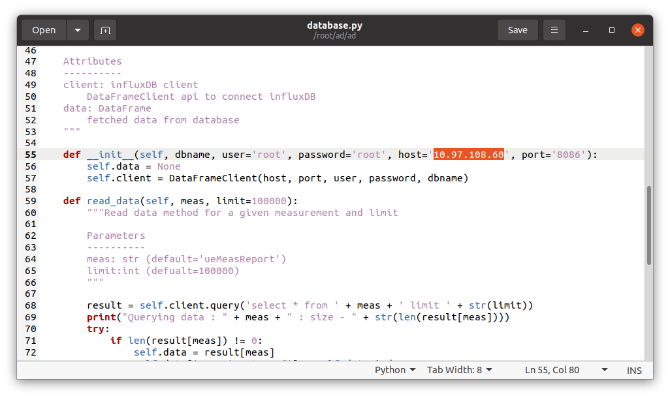 Open
database.py
/root/ad/ad
Save
46
47 Attributes
48 ----------
49 client: influxDB client
50 DataFrameClient api to connect influxDB
51 data: DataFrame
52 fetched data from database
53 """
54
55 def __init__(self, dbname, user='root', password='root', host='10.97.108.60', port='8086'):
56 self.data = None
57 self.client = DataFrameClient(host, port, user, password, dbname)
58
59 def read_data(self, meas, limit=100000):
60 """Read data method for a given measurement and limit
61
62 Parameters
63 ----------
64 meas: str (default='ueMeasReport')
65 limit:int (defualt=100000)
66 """
67
68 result = self.client.query('select * from ' + meas + ' limit ' + str(limit))
69 print("Querying data : " + meas + " : size - " + str(len(result[meas])))
70 try:
71 if len(result[meas]) != 0:
72 self.data = result[meas]
Python
Tab Width: 8
Ln 55, Col 80
INS